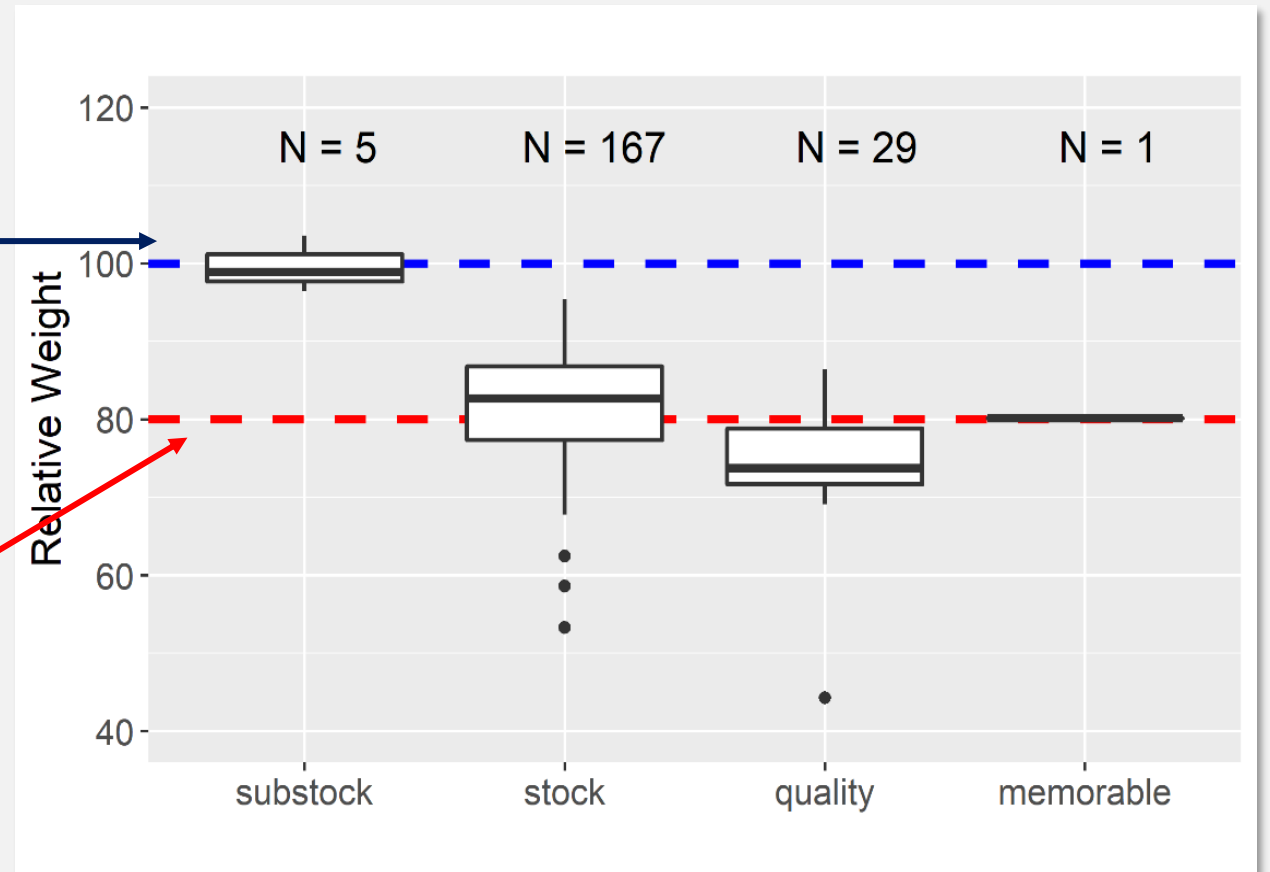 120
N = 5 N = 167 N = 29 N = 1
100
80
60
40
Relative Weight
substock stock quality memorable